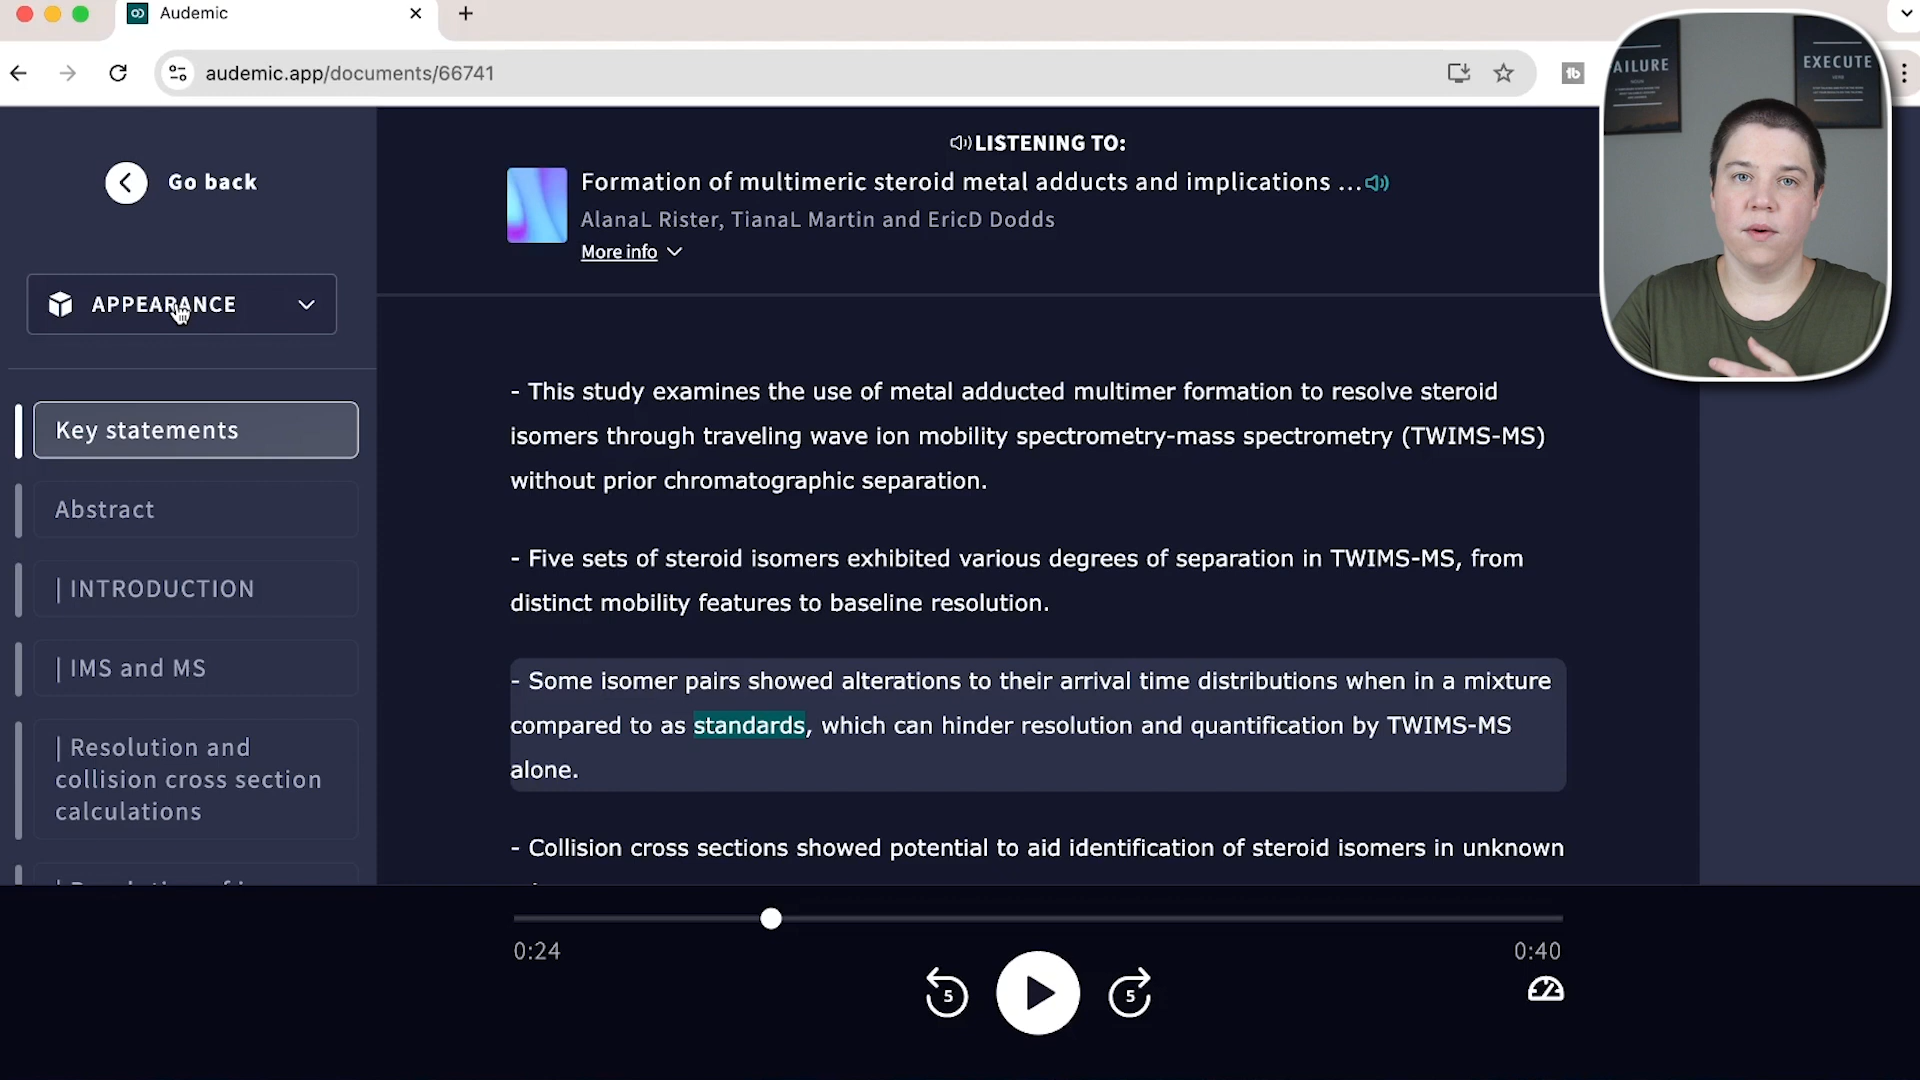 Audemic
audemic.app/documents/66741
AILURE
EXECUTE
LISTENING TO:
Go back
Formation of multimeric steroid metal adducts and implications ...
AlanaL Rister, TianaL Martin and EricD Dodds
More info
APPEARANCE
Key statements
Abstract
| INTRODUCTION
| IMS and MS
| Resolution and
collision cross section
calculations
- This study examines the use of metal adducted multimer formation to resolve steroid
isomers through traveling wave ion mobility spectrometry-mass spectrometry (TWIMS-MS)
without prior chromatographic separation.
- Five sets of steroid isomers exhibited various degrees of separation in TWIMS-MS, from
distinct mobility features to baseline resolution.
- Some isomer pairs showed alterations to their arrival time distributions when in a mixture
compared to as standards, which can hinder resolution and quantification by TWIMS-MS
alone.
- Collision cross sections showed potential to aid identification of steroid isomers in unknown
0:24
0:40
5
5